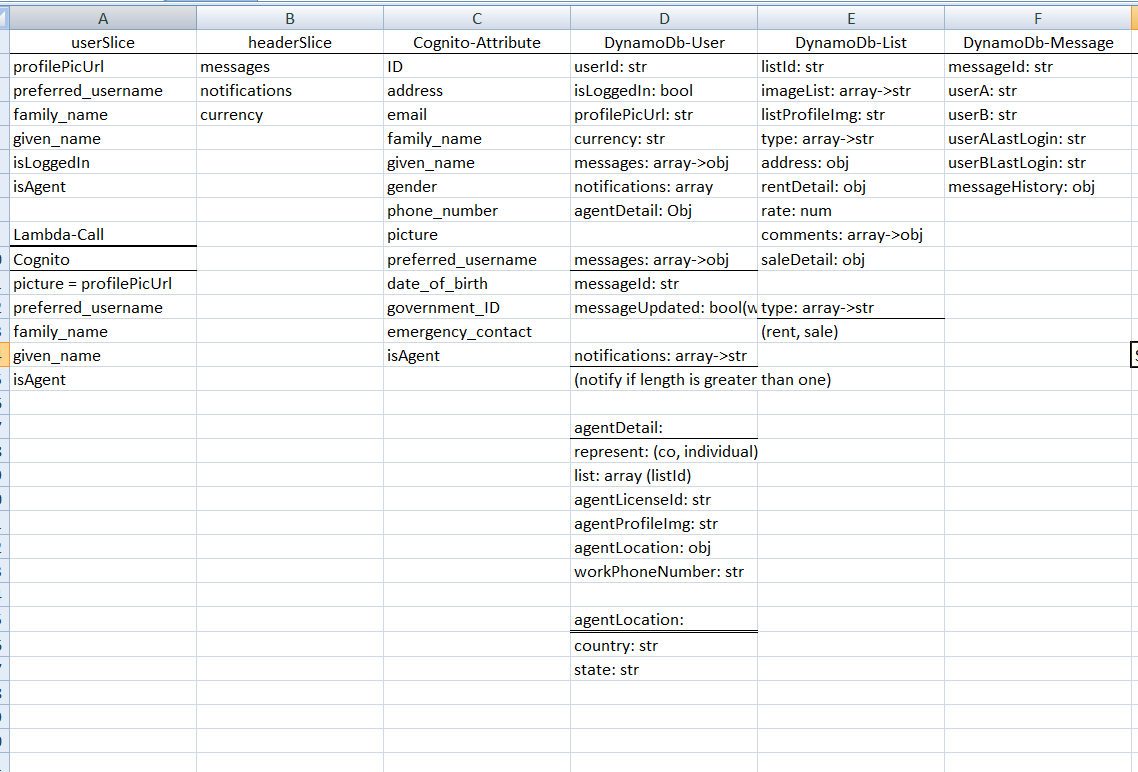 A B C D E F
userSlice headerSlice Cognito-Attribute DynamoDb-User DynamoDb-List DynamoDb-Message
profilePicUrl messages ID userId: str listId: str messageId: str
preferred_username notifications address isLoggedIn: bool imageList: array->str userA: str
family_name currency email profilePicUrl: str listProfileImg: str userB: str
given_name family_name currency: str type: array->str userALastLogin: str
isLoggedIn given_name messages: array->obj address: obj userBLastLogin: str
isAgent gender notifications: array rentDetail: obj messageHistory: obj
phone_number agentDetail: Obj rate: num
Lambda-Call picture comments: array->obj
Cognito preferred_username messages: array->obj saleDetail: obj
picture = profilePicUrl date_of_birth messageId: str
preferred_username government_ID messageUpdated: bool(w type: array->str
family_name emergency_contact (rent, sale)
given_name isAgent notifications: array->str
isAgent (notify if length is greater than one)
agentDetail:
represent: (co, individual)
list: array (listId)
agentLicenseId: str
agentProfileImg: str
agentLocation: obj
workPhoneNumber: str
agentLocation:
country: str
state: str